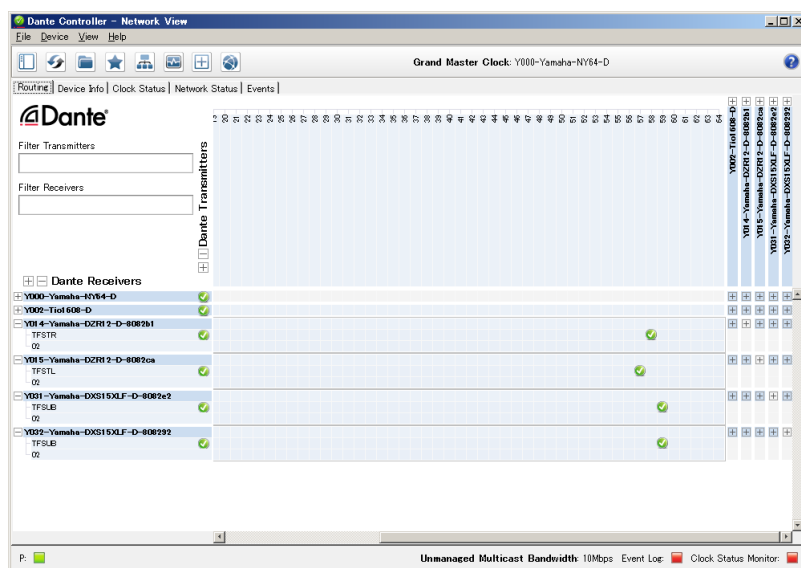 Dante Controller - Network View
File Device View Help
Grand Master Clock: Y000-Yamaha-NY64-D
Routing Device Info Clock Status Network Status Events
Dante
Filter Transmitters
Filter Receivers
Dante Transmitters
20 21 22 23 24 25 26 27 28 29 30 31 32 33 34 35 36 37 38 39 40 41 42 43 44 45 46 47 48 49 50 51 52 53 54 55 56 57 58 59 60 61 62 63 64
Y002-Tio1608-D
Y014-Yamaha-DZR12-D-8082b1
Y015-Yamaha-DZR12-D-8082ca
Y031-Yamaha-DXS15XLF-D-8082e2
Y032-Yamaha-DXS15XLF-D-808292
Dante Receivers
Y000-Yamaha-NY64-D
Y002-Tio1608-D
Y014-Yamaha-DZR12-D-8082b1
TFSTR
02
Y015-Yamaha-DZR12-D-8082ca
TFSTL
02
Y031-Yamaha-DXS15XLF-D-8082e2
TFSUB
02
Y032-Yamaha-DXS15XLF-D-808292
TFSUB
02
P:
Unmanaged Multicast Bandwidth: 10Mbps Event Log: Clock Status Monitor: